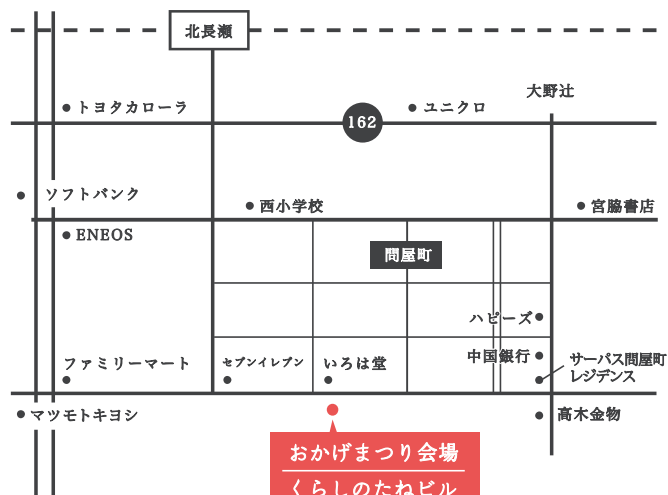 北長瀬
大野辻
トヨタカローラ
ユニクロ
162
ソフトバンク
西小学校
宮脇書店
ENEOS
問屋町
ハピーズ
中国銀行
サーパス問屋町
レジデンス
ファミリーマート
セブンイレブン
いろは堂
マツモトキヨシ
高木金物
おかげまつり会場
くらしのたねビル